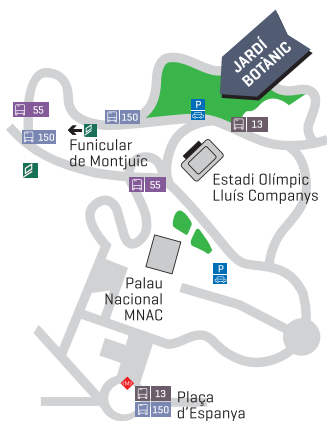 JARDÍ
BOTÀNIC
P
55
150
150
13
Funicular
de Montjuïc
55
Estadi Olímpic
Lluís Companys
P
Palau
Nacional
MNAC
13
150
Plaça
d'Espanya